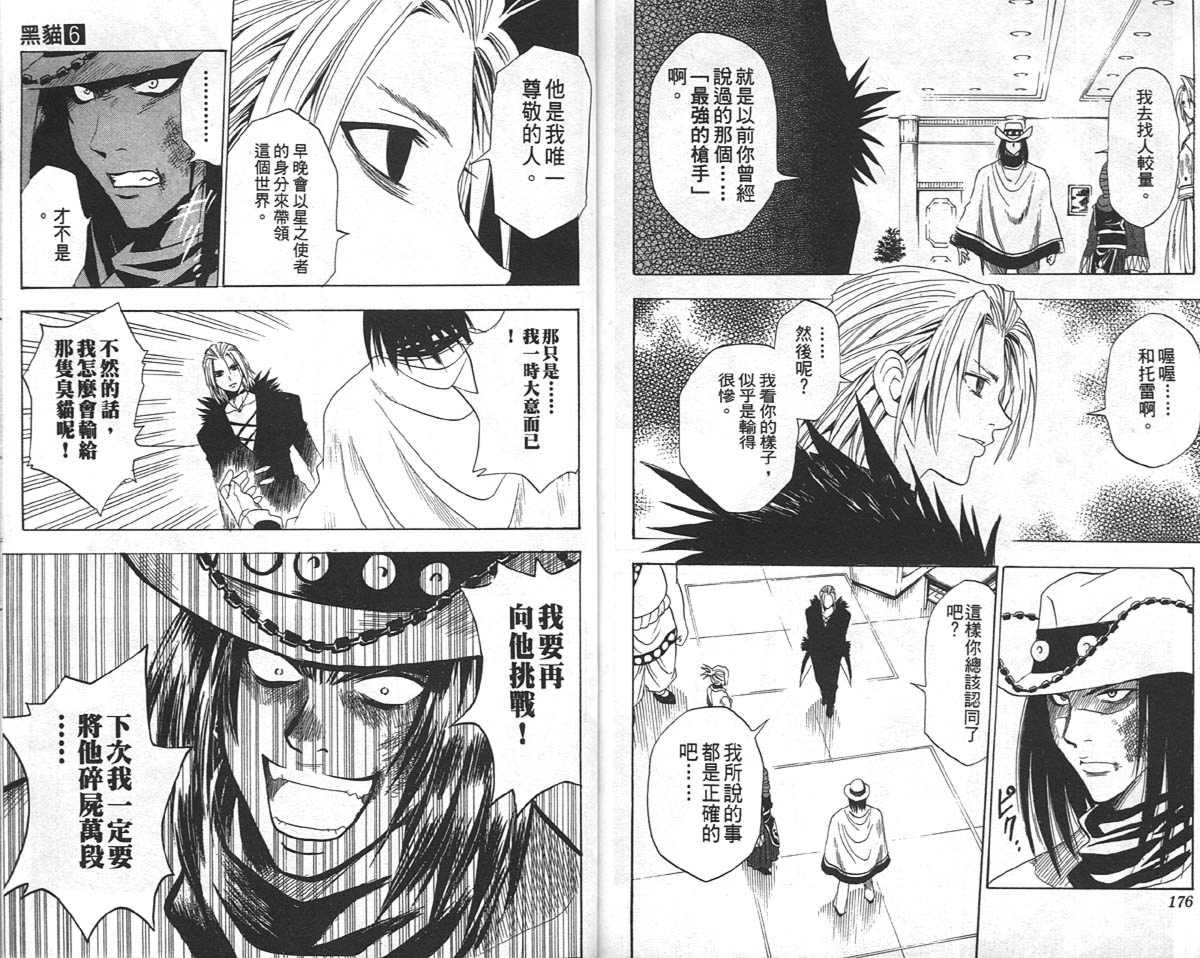 我去找人較量。
就是以前你曾經
說過的那個……
「最強的槍手」
啊。
喔喔……
和托雷啊。
……
然後呢?
我看你的樣子，
似乎是輸得
很慘。
ピク…
這樣你總該認同了
吧?
我所說的事
都是正確的
吧……
176
黑貓6
他是我唯一
尊敬的人。
早晚會以星之使者
的身分來帶領
這個世界。
…………
才不是
。
那只是……
我一時大意而已
!
不然的話，
我怎麼會輸給
那隻臭貓呢!
我要再
向他挑戰!
下次我一定要
將他碎屍萬段
……